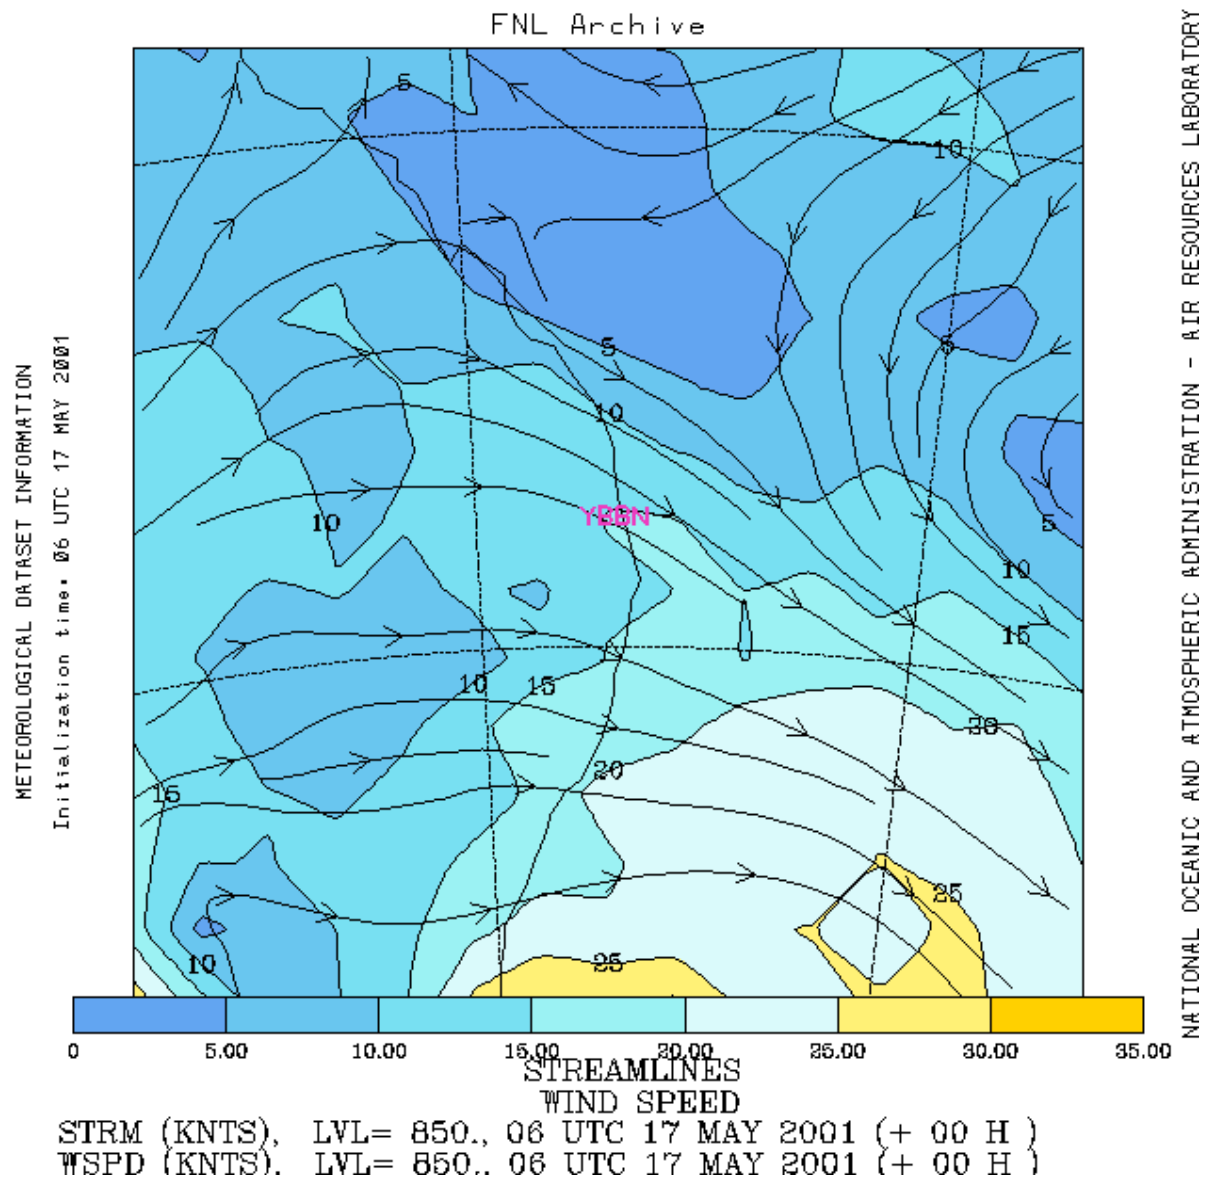 FNL Archive
NATIONAL OCEANIC AND ATMOSPHERIC ADMINISTRATION - AIR RESOURCES LABORATORY
METEOROLOGICAL DATASET INFORMATION
Initialization time: 06 UTC 17 MAY 2001
5
10
5
5
10
YBBN
10
5
10
15
10
15
20
20
15
25
10
25
0 5.00 10.00 15.00 20.00 25.00 30.00 35.00
STREAMLINES
WIND SPEED
STRM (KNTS), LVL= 850., 06 UTC 17 MAY 2001 (+ 00 H )
WSPD (KNTS), LVL= 850., 06 UTC 17 MAY 2001 (+ 00 H )